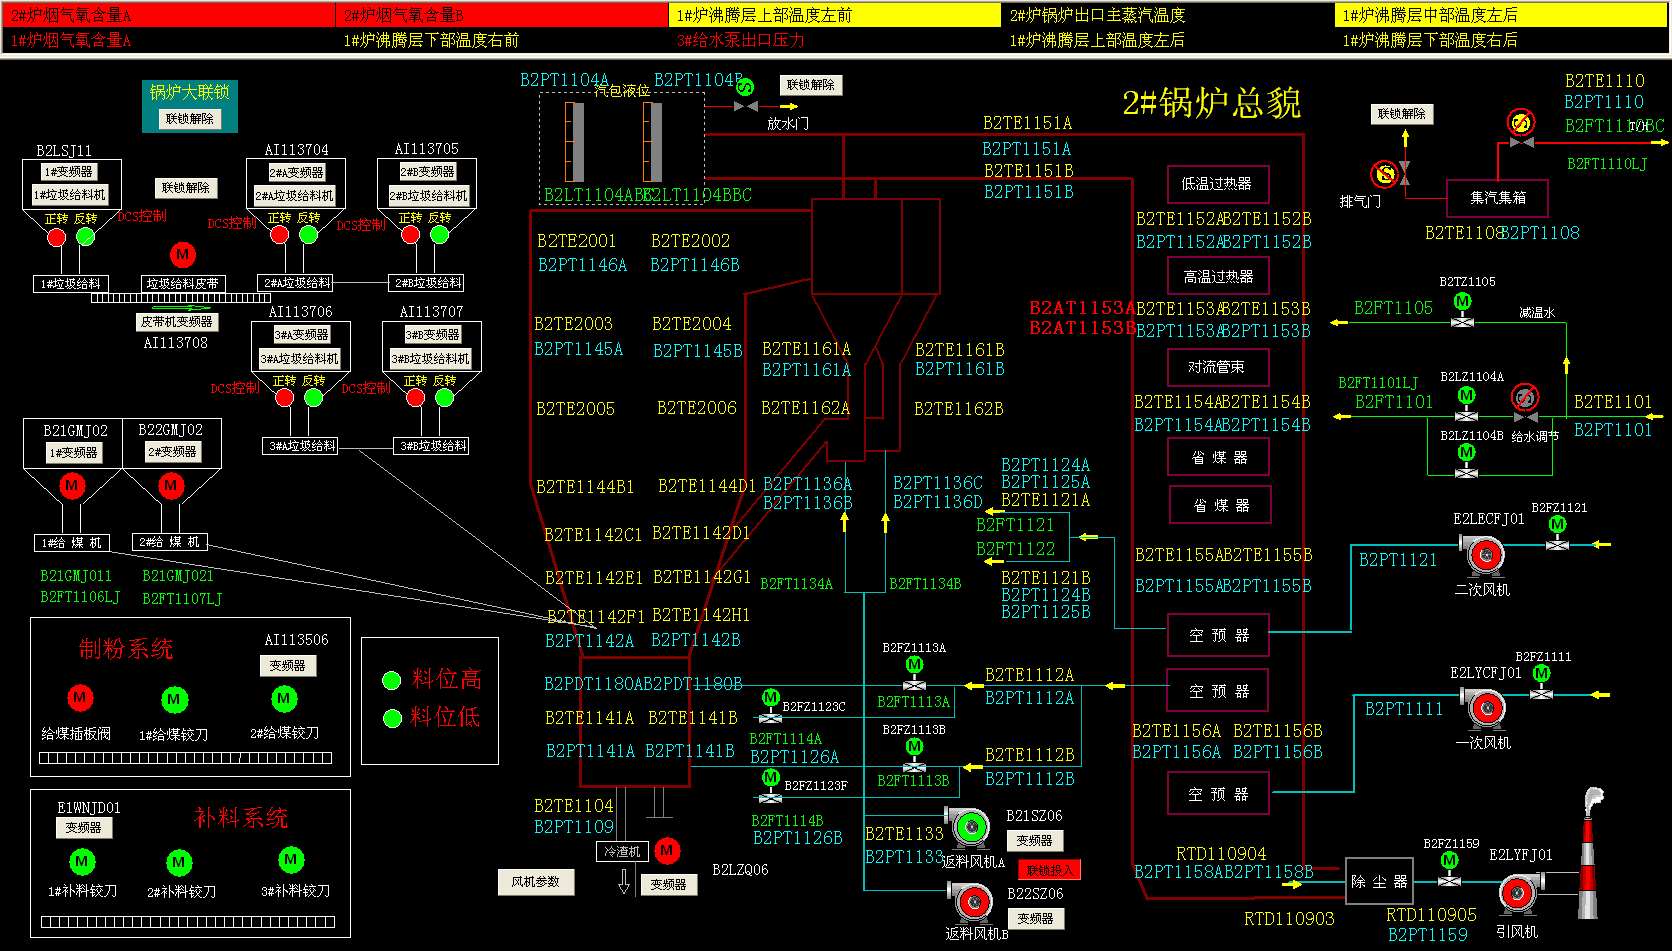 2#炉烟气氧含量A
2#炉烟气氧含量B
1#炉沸腾层上部温度左前
2#炉锅炉出口主蒸汽温度
1#炉沸腾层中部温度左后
1#炉烟气氧含量A
1#炉沸腾层下部温度右前
3#给水泵出口压力
1#炉沸腾层上部温度左后
1#炉沸腾层下部温度右后
2#锅炉总貌
锅炉大联锁
联锁解除
B2LSJ11
1#变频器
1#垃圾给料机
正转 反转
DCS控制
1#垃圾给料
联锁解除
M
垃圾给料皮带
皮带机变频器
AI113708
AI113704
2#A变频器
2#A垃圾给料机
正转 反转
DCS控制
2#A垃圾给料
AI113705
2#B变频器
2#B垃圾给料机
正转 反转
DCS控制
2#B垃圾给料
AI113706
3#A变频器
3#A垃圾给料机
正转 反转
DCS控制
3#A垃圾给料
AI113707
3#B变频器
3#B垃圾给料机
正转 反转
DCS控制
3#B垃圾给料
B21GMJ02
1#变频器
M
1#给 煤 机
B21GMJ011
B2FT1106LJ
B22GMJ02
2#变频器
M
2#给 煤 机
B21GMJ021
B2FT1107LJ
制粉系统
AI113506
变频器
M
M
M
给煤插板阀
1#给煤铰刀
2#给煤铰刀
料位高
料位低
补料系统
E1WNJD01
变频器
M
M
M
1#补料铰刀
2#补料铰刀
3#补料铰刀
B2PT1104A
B2PT1104B
汽包液位
B2LT1104ABC
B2LT1104BBC
S
联锁解除
放水门
B2TE2001
B2TE2002
B2PT1146A
B2PT1146B
B2TE2003
B2TE2004
B2PT1145A
B2PT1145B
B2TE2005
B2TE2006
B2TE1144B1
B2TE1144D1
B2TE1142C1
B2TE1142D1
B2TE1142E1
B2TE1142G1
B2TE1142F1
B2TE1142H1
B2PT1142A
B2PT1142B
B2PDT1180A
B2PDT1180B
B2TE1141A
B2TE1141B
B2PT1141A
B2PT1141B
B2TE1104
B2PT1109
冷渣机
M
变频器
风机参数
B2LZQ06
B2TE1161A
B2PT1161A
B2TE1162A
B2TE1161B
B2PT1161B
B2TE1162B
B2PT1136A
B2PT1136B
B2PT1136C
B2PT1136D
B2FT1134A
B2FT1134B
B2PT1124A
B2PT1125A
B2TE1121A
B2FT1121
B2FT1122
B2TE1121B
B2PT1124B
B2PT1125B
B2FZ1113A
M
B2FT1113A
M
B2FZ1123C
B2FT1114A
B2PT1126A
B2FZ1113B
M
B2FT1113B
M
B2FZ1123F
B2FT1114B
B2PT1126B
B2TE1112A
B2PT1112A
B2TE1112B
B2PT1112B
B2TE1133
B2PT1133
返料风机A
B21SZ06
变频器
联锁投入
返料风机B
B22SZ06
变频器
B2TE1151A
B2PT1151A
B2TE1151B
B2PT1151B
低温过热器
B2TE1152A
B2TE1152B
B2PT1152A
B2PT1152B
高温过热器
B2AT1153A
B2AT1153B
B2TE1153A
B2TE1153B
B2PT1153A
B2PT1153B
对流管束
B2TE1154A
B2TE1154B
B2PT1154A
B2PT1154B
省 煤 器
省 煤 器
B2TE1155A
B2TE1155B
B2PT1155A
B2PT1155B
空 预 器
空 预 器
B2TE1156A
B2TE1156B
B2PT1156A
B2PT1156B
空 预 器
RTD110904
B2PT1158A
B2PT1158B
RTD110903
除 尘 器
RTD110905
B2PT1159
B2FZ1159
M
E2LYFJ01
引风机
联锁解除
S
排气门
S
集汽集箱
B2TE1108
B2PT1108
B2TE1110
B2PT1110
B2FT1110BC
T/H
B2FT1110LJ
B2TZ1105
M
B2FT1105
减温水
B2FT1101LJ
B2FT1101
B2LZ1104A
M
S
给水调节
B2LZ1104B
M
B2TE1101
B2PT1101
B2PT1121
E2LECFJ01
二次风机
B2FZ1121
M
B2PT1111
E2LYCFJ01
一次风机
B2FZ1111
M